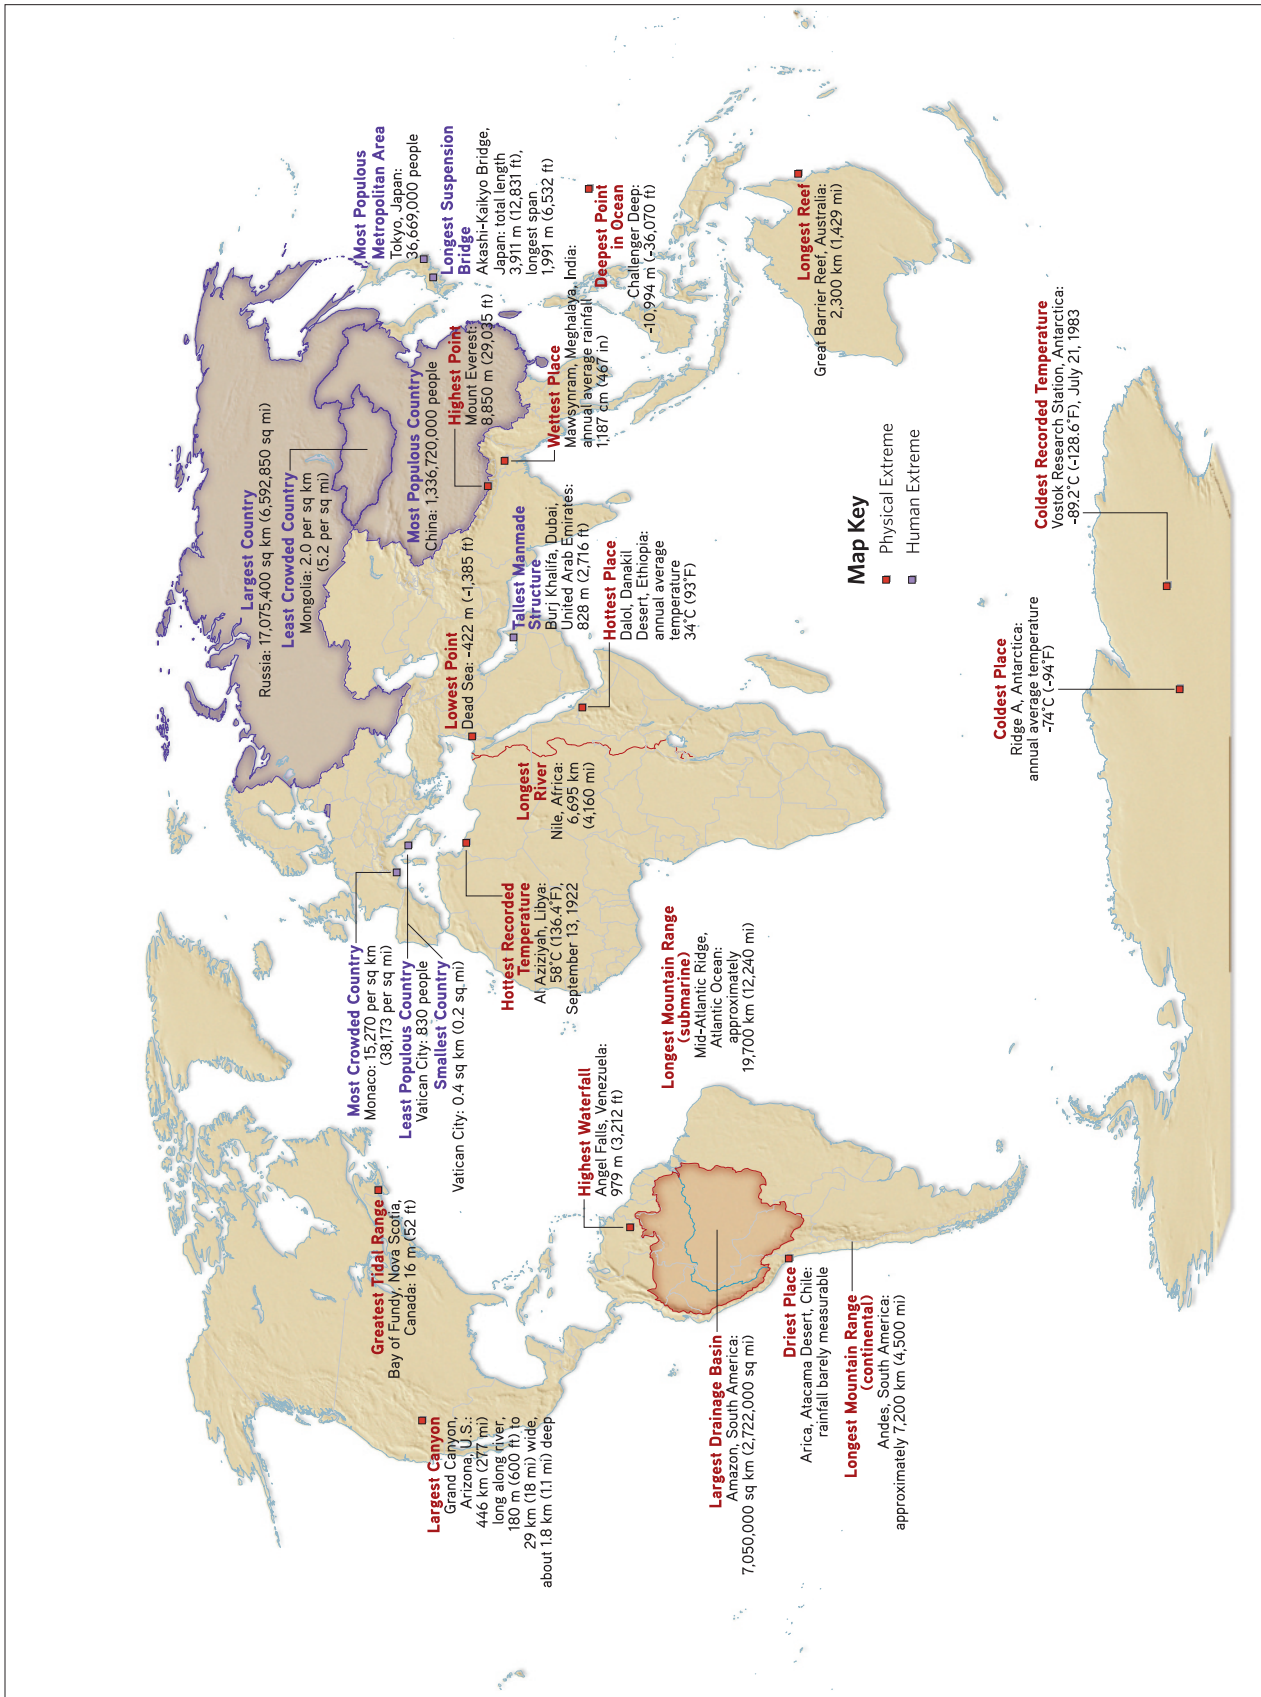 Largest Country
Russia: 17,075,400 sq km (6,592,850 sq mi)
Least Crowded Country
Mongolia: 2.0 per sq km
(5.2 per sq mi)
Most Populous
Metropolitan Area
Tokyo, Japan:
36,669,000 people
Longest Suspension
Bridge
Akashi-Kaikyo Bridge,
Japan: total length
3,911 m (12,831 ft),
longest span
1,991 m (6,532 ft)
Most Populous Country
China: 1,336,720,000 people
Highest Point
Mount Everest:
8,850 m (29,035 ft)
Wettest Place
Mawsynram, Meghalaya, India:
annual average rainfall
1,187 cm (467 in)
Deepest Point
in Ocean
Challenger Deep:
-10,994 m (-36,070 ft)
Longest Reef
Great Barrier Reef, Australia:
2,300 km (1,429 mi)
Tallest Manmade
Structure
Burj Khalifa, Dubai,
United Arab Emirates:
828 m (2,716 ft)
Lowest Point
Dead Sea: -422 m (-1,385 ft)
Hottest Place
Dalol, Danakil
Desert, Ethiopia:
annual average
temperature
34°C (93°F)
Longest
River
Nile, Africa:
6,695 km
(4,160 mi)
Most Crowded Country
Monaco: 15,270 per sq km
(38,173 per sq mi)
Least Populous Country
Vatican City: 830 people
Smallest Country
Vatican City: 0.4 sq km (0.2 sq mi)
Hottest Recorded
Temperature
Al Aziziyah, Libya:
58°C (136.4°F),
September 13, 1922
Greatest Tidal Range
Bay of Fundy, Nova Scotia,
Canada: 16 m (52 ft)
Largest Canyon
Grand Canyon,
Arizona, U.S.:
446 km (277 mi)
long along river,
180 m (600 ft) to
29 km (18 mi) wide,
about 1.8 km (1.1 mi) deep
Highest Waterfall
Angel Falls, Venezuela:
979 m (3,212 ft)
Longest Mountain Range
(submarine)
Mid-Atlantic Ridge,
Atlantic Ocean:
approximately
19,700 km (12,240 mi)
Largest Drainage Basin
Amazon, South America:
7,050,000 sq km (2,722,000 sq mi)
Driest Place
Arica, Atacama Desert, Chile:
rainfall barely measurable
Longest Mountain Range
(continental)
Andes, South America:
approximately 7,200 km (4,500 mi)
Map Key
Physical Extreme
Human Extreme
Coldest Place
Ridge A, Antarctica:
annual average temperature
-74°C (-94°F)
Coldest Recorded Temperature
Vostok Research Station, Antarctica:
-89.2°C (-128.6°F), July 21, 1983